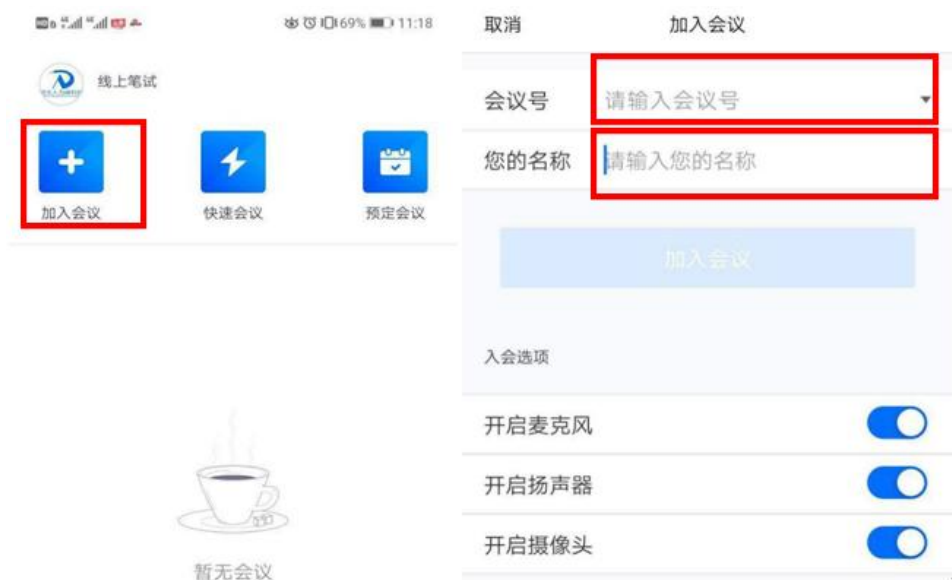 69% 11:18
线上笔试
加入会议
快速会议
预定会议
暂无会议
取消
加入会议
会议号
请输入会议号
您的名称
请输入您的名称
加入会议
入会选项
开启麦克风
开启扬声器
开启摄像头